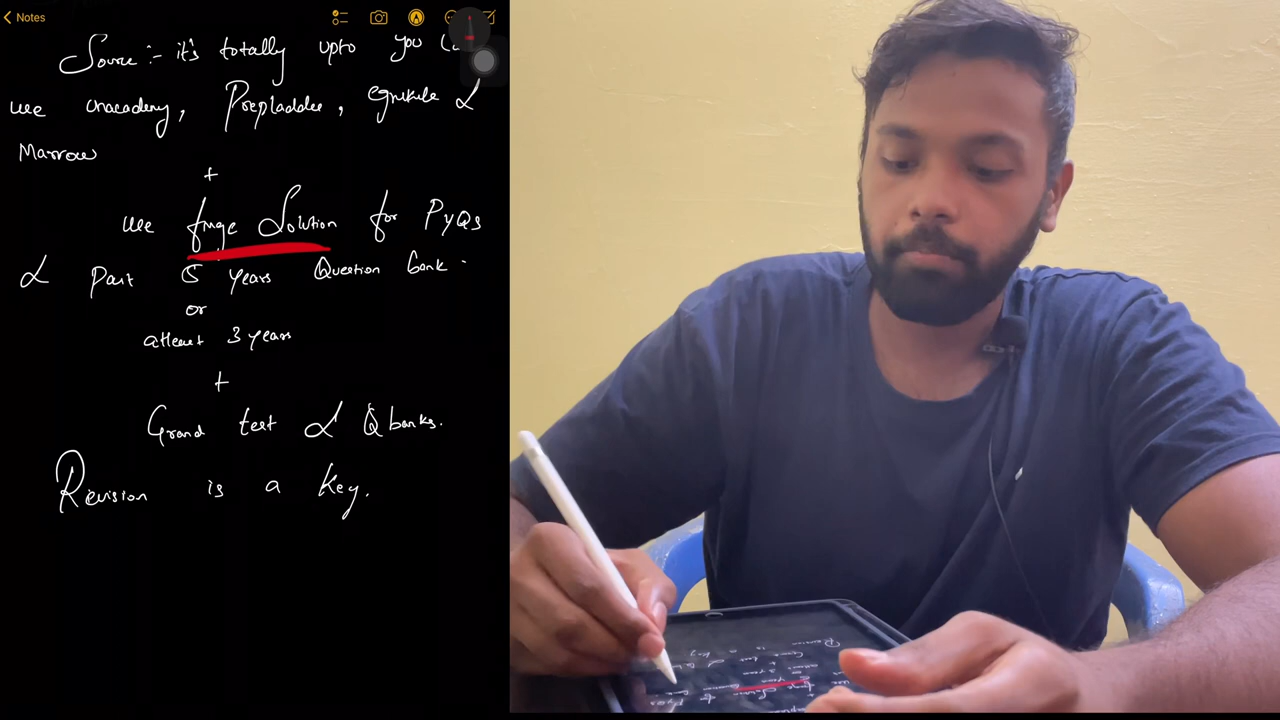 Notes
Source :- it's totally upto you
use unacademy, Prepladder, egurukul &
Marrow
+
use fmge Solution for PYQs
& past 5 years Question bank.
or
atleast 3 years
+
Grand test & Q banks.
Revision is a key.